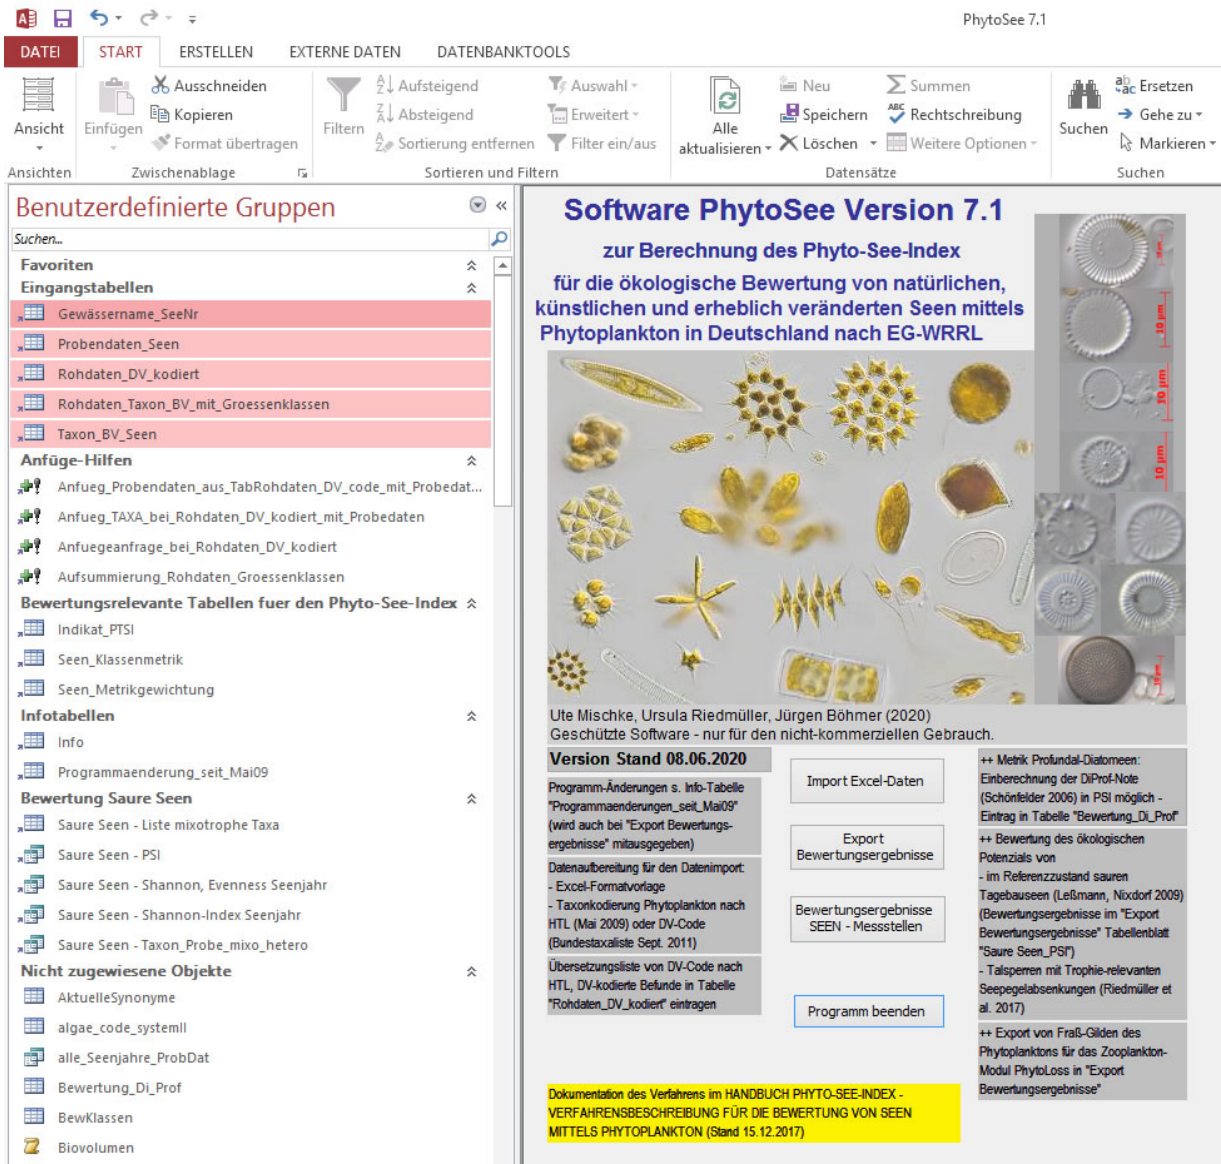 PhytoSee 7.1
DATEI START ERSTELLEN EXTERNE DATEN DATENBANKTOOLS
Ansicht
Ansichten
Einfügen
Ausschneiden
Kopieren
Format übertragen
Zwischenablage
Filtern
Aufsteigend
Absteigend
Sortierung entfernen
Auswahl
Erweitert
Filter ein/aus
Sortieren und Filtern
Alle
aktualisieren
Neu
Speichern
Löschen
Summen
Rechtschreibung
Weitere Optionen
Datensätze
Suchen
Ersetzen
Gehe zu
Markieren
Suchen
Benutzerdefinierte Gruppen
Suchen...
Favoriten
Eingangstabellen
Gewässername_SeeNr
Probendaten_Seen
Rohdaten_DV_kodiert
Rohdaten_Taxon_BV_mit_Groessenklassen
Taxon_BV_Seen
Anfüge-Hilfen
Anfueg_Probendaten_aus_TabRohdaten_DV_code_mit_Probedat...
Anfueg_TAXA_bei_Rohdaten_DV_kodiert_mit_Probedaten
Anfuegeanfrage_bei_Rohdaten_DV_kodiert
Aufsummierung_Rohdaten_Groessenklassen
Bewertungsrelevante Tabellen fuer den Phyto-See-Index
Indikat_PTSI
Seen_Klassenmetrik
Seen_Metrikgewichtung
Infotabellen
Info
Programmaenderung_seit_Mai09
Bewertung Saure Seen
Saure Seen - Liste mixotrophe Taxa
Saure Seen - PSI
Saure Seen - Shannon, Evenness Seenjahr
Saure Seen - Shannon-Index Seenjahr
Saure Seen - Taxon_Probe_mixo_hetero
Nicht zugewiesene Objekte
AktuelleSynonyme
algae_code_systemII
alle_Seenjahre_ProbDat
Bewertung_Di_Prof
BewKlassen
Biovolumen
Software PhytoSee Version 7.1
zur Berechnung des Phyto-See-Index
für die ökologische Bewertung von natürlichen,
künstlichen und erheblich veränderten Seen mittels
Phytoplankton in Deutschland nach EG-WRRL
10 µm
10 µm
10 µm
Ute Mischke, Ursula Riedmüller, Jürgen Böhmer (2020)
Geschützte Software - nur für den nicht-kommerziellen Gebrauch.
Version Stand 08.06.2020
Programm-Änderungen s. Info-Tabelle
"Programmaenderungen_seit_Mai09"
(wird auch bei "Export Bewertungs-
ergebnisse" mitausgegeben)
Datenaufbereitung für den Datenimport:
- Excel-Formatvorlage
- Taxonkodierung Phytoplankton nach
HTL (Mai 2009) oder DV-Code
(Bundestaxaliste Sept. 2011)
Übersetzungsliste von DV-Code nach
HTL, DV-kodierte Befunde in Tabelle
"Rohdaten_DV_kodiert" eintragen
Import Excel-Daten
Export
Bewertungsergebnisse
Bewertungsergebnisse
SEEN - Messstellen
Programm beenden
++ Metrik Profundal-Diatomeen:
Einberechnung der DiProf-Note
(Schönfelder 2006) in PSI möglich -
Eintrag in Tabelle "Bewertung_Di_Prof"
++ Bewertung des ökologischen
Potenzials von
- im Referenzzustand sauren
Tagebauseen (Leßmann, Nixdorf 2009)
(Bewertungsergebnisse im "Export
Bewertungsergebnisse" Tabellenblatt
"Saure Seen_PSI")
- Talsperren mit Trophie-relevanten
Seepegelabsenkungen (Riedmüller et
al. 2017)
++ Export von Fraß-Gilden des
Phytoplanktons für das Zooplankton-
Modul PhytoLoss in "Export
Bewertungsergebnisse"
Dokumentation des Verfahrens im HANDBUCH PHYTO-SEE-INDEX -
VERFAHRENSBESCHREIBUNG FÜR DIE BEWERTUNG VON SEEN
MITTELS PHYTOPLANKTON (Stand 15.12.2017)